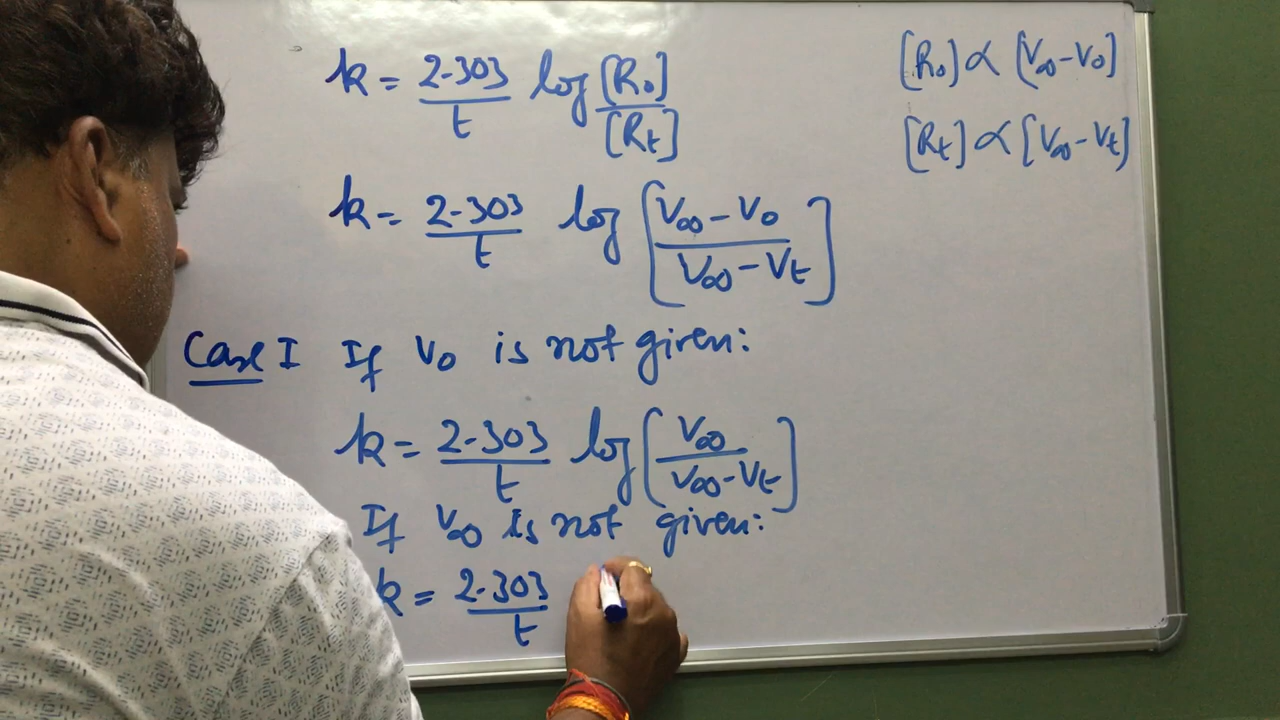 k = 2.303/t log [R₀]/[Rₜ]
[R₀] ∝ [V∞ - V₀]
[Rₜ] ∝ [V∞ - Vₜ]
k = 2.303/t log [V∞ - V₀ / V∞ - Vₜ]
Case I If V₀ is not given:
k = 2.303/t log [V∞ / V∞ - Vₜ]
If V∞ is not given:
k = 2.303/t